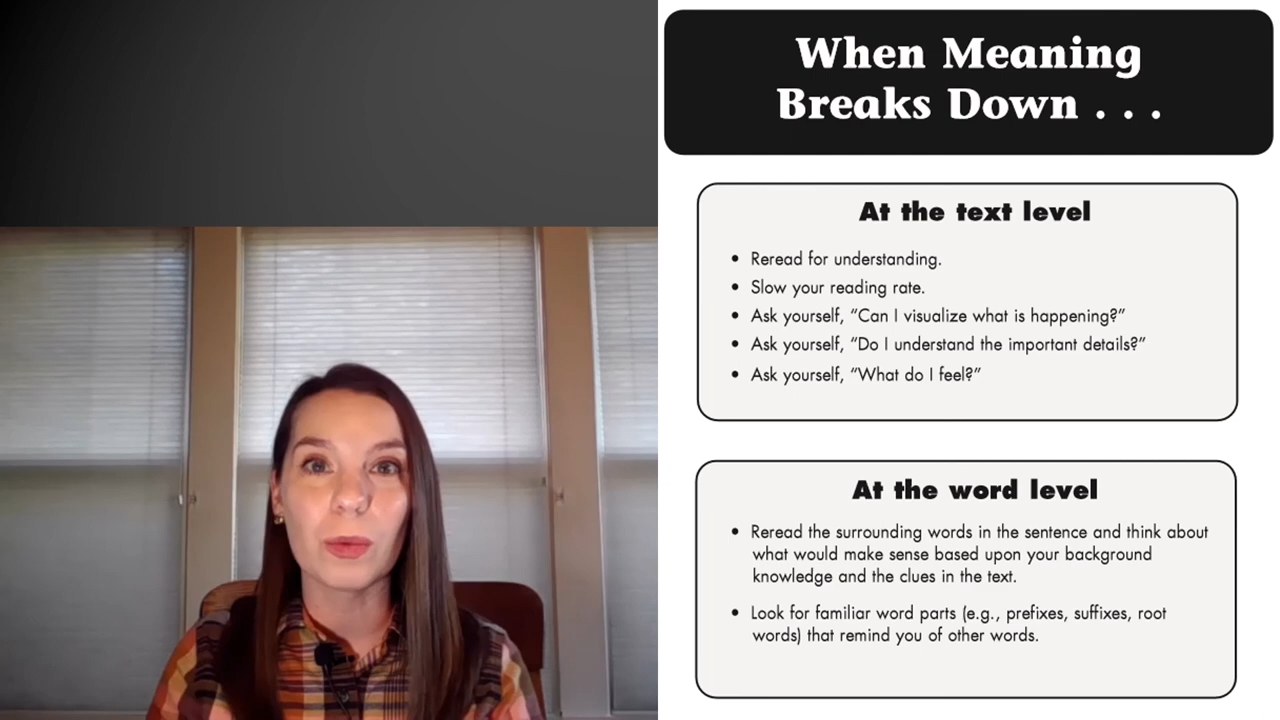 When Meaning
Breaks Down . . .
At the text level
• Reread for understanding.
• Slow your reading rate.
• Ask yourself, “Can I visualize what is happening?”
• Ask yourself, “Do I understand the important details?”
• Ask yourself, “What do I feel?”
At the word level
• Reread the surrounding words in the sentence and think about
what would make sense based upon your background
knowledge and the clues in the text.
• Look for familiar word parts (e.g., prefixes, suffixes, root
words) that remind you of other words.